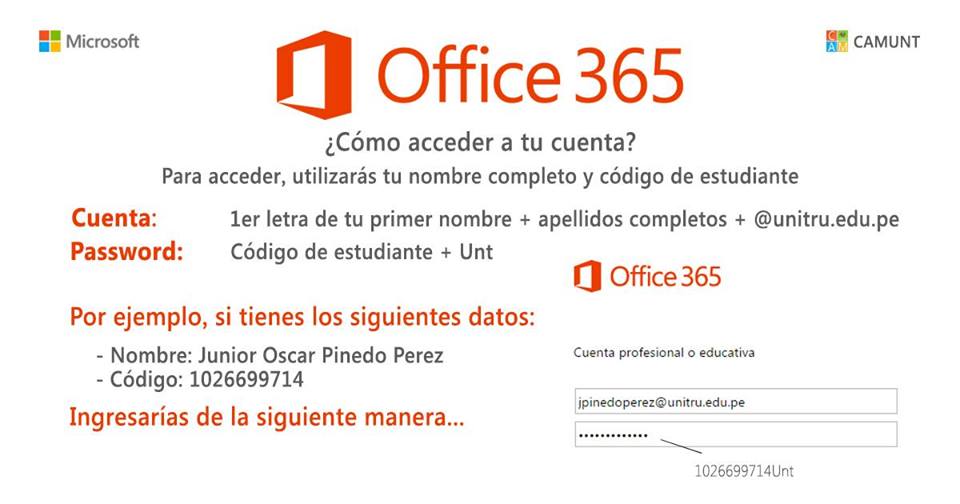 Microsoft
CAMUNT
Office 365
¿Cómo acceder a tu cuenta?
Para acceder, utilizarás tu nombre completo y código de estudiante
Cuenta: 1er letra de tu primer nombre + apellidos completos + @unitru.edu.pe
Password: Código de estudiante + Unt
Office 365
Por ejemplo, si tienes los siguientes datos:
- Nombre: Junior Oscar Pinedo Perez
- Código: 1026699714
Ingresarías de la siguiente manera...
Cuenta profesional o educativa
jpinedoperez@unitru.edu.pe
•••••••••••••
1026699714Unt